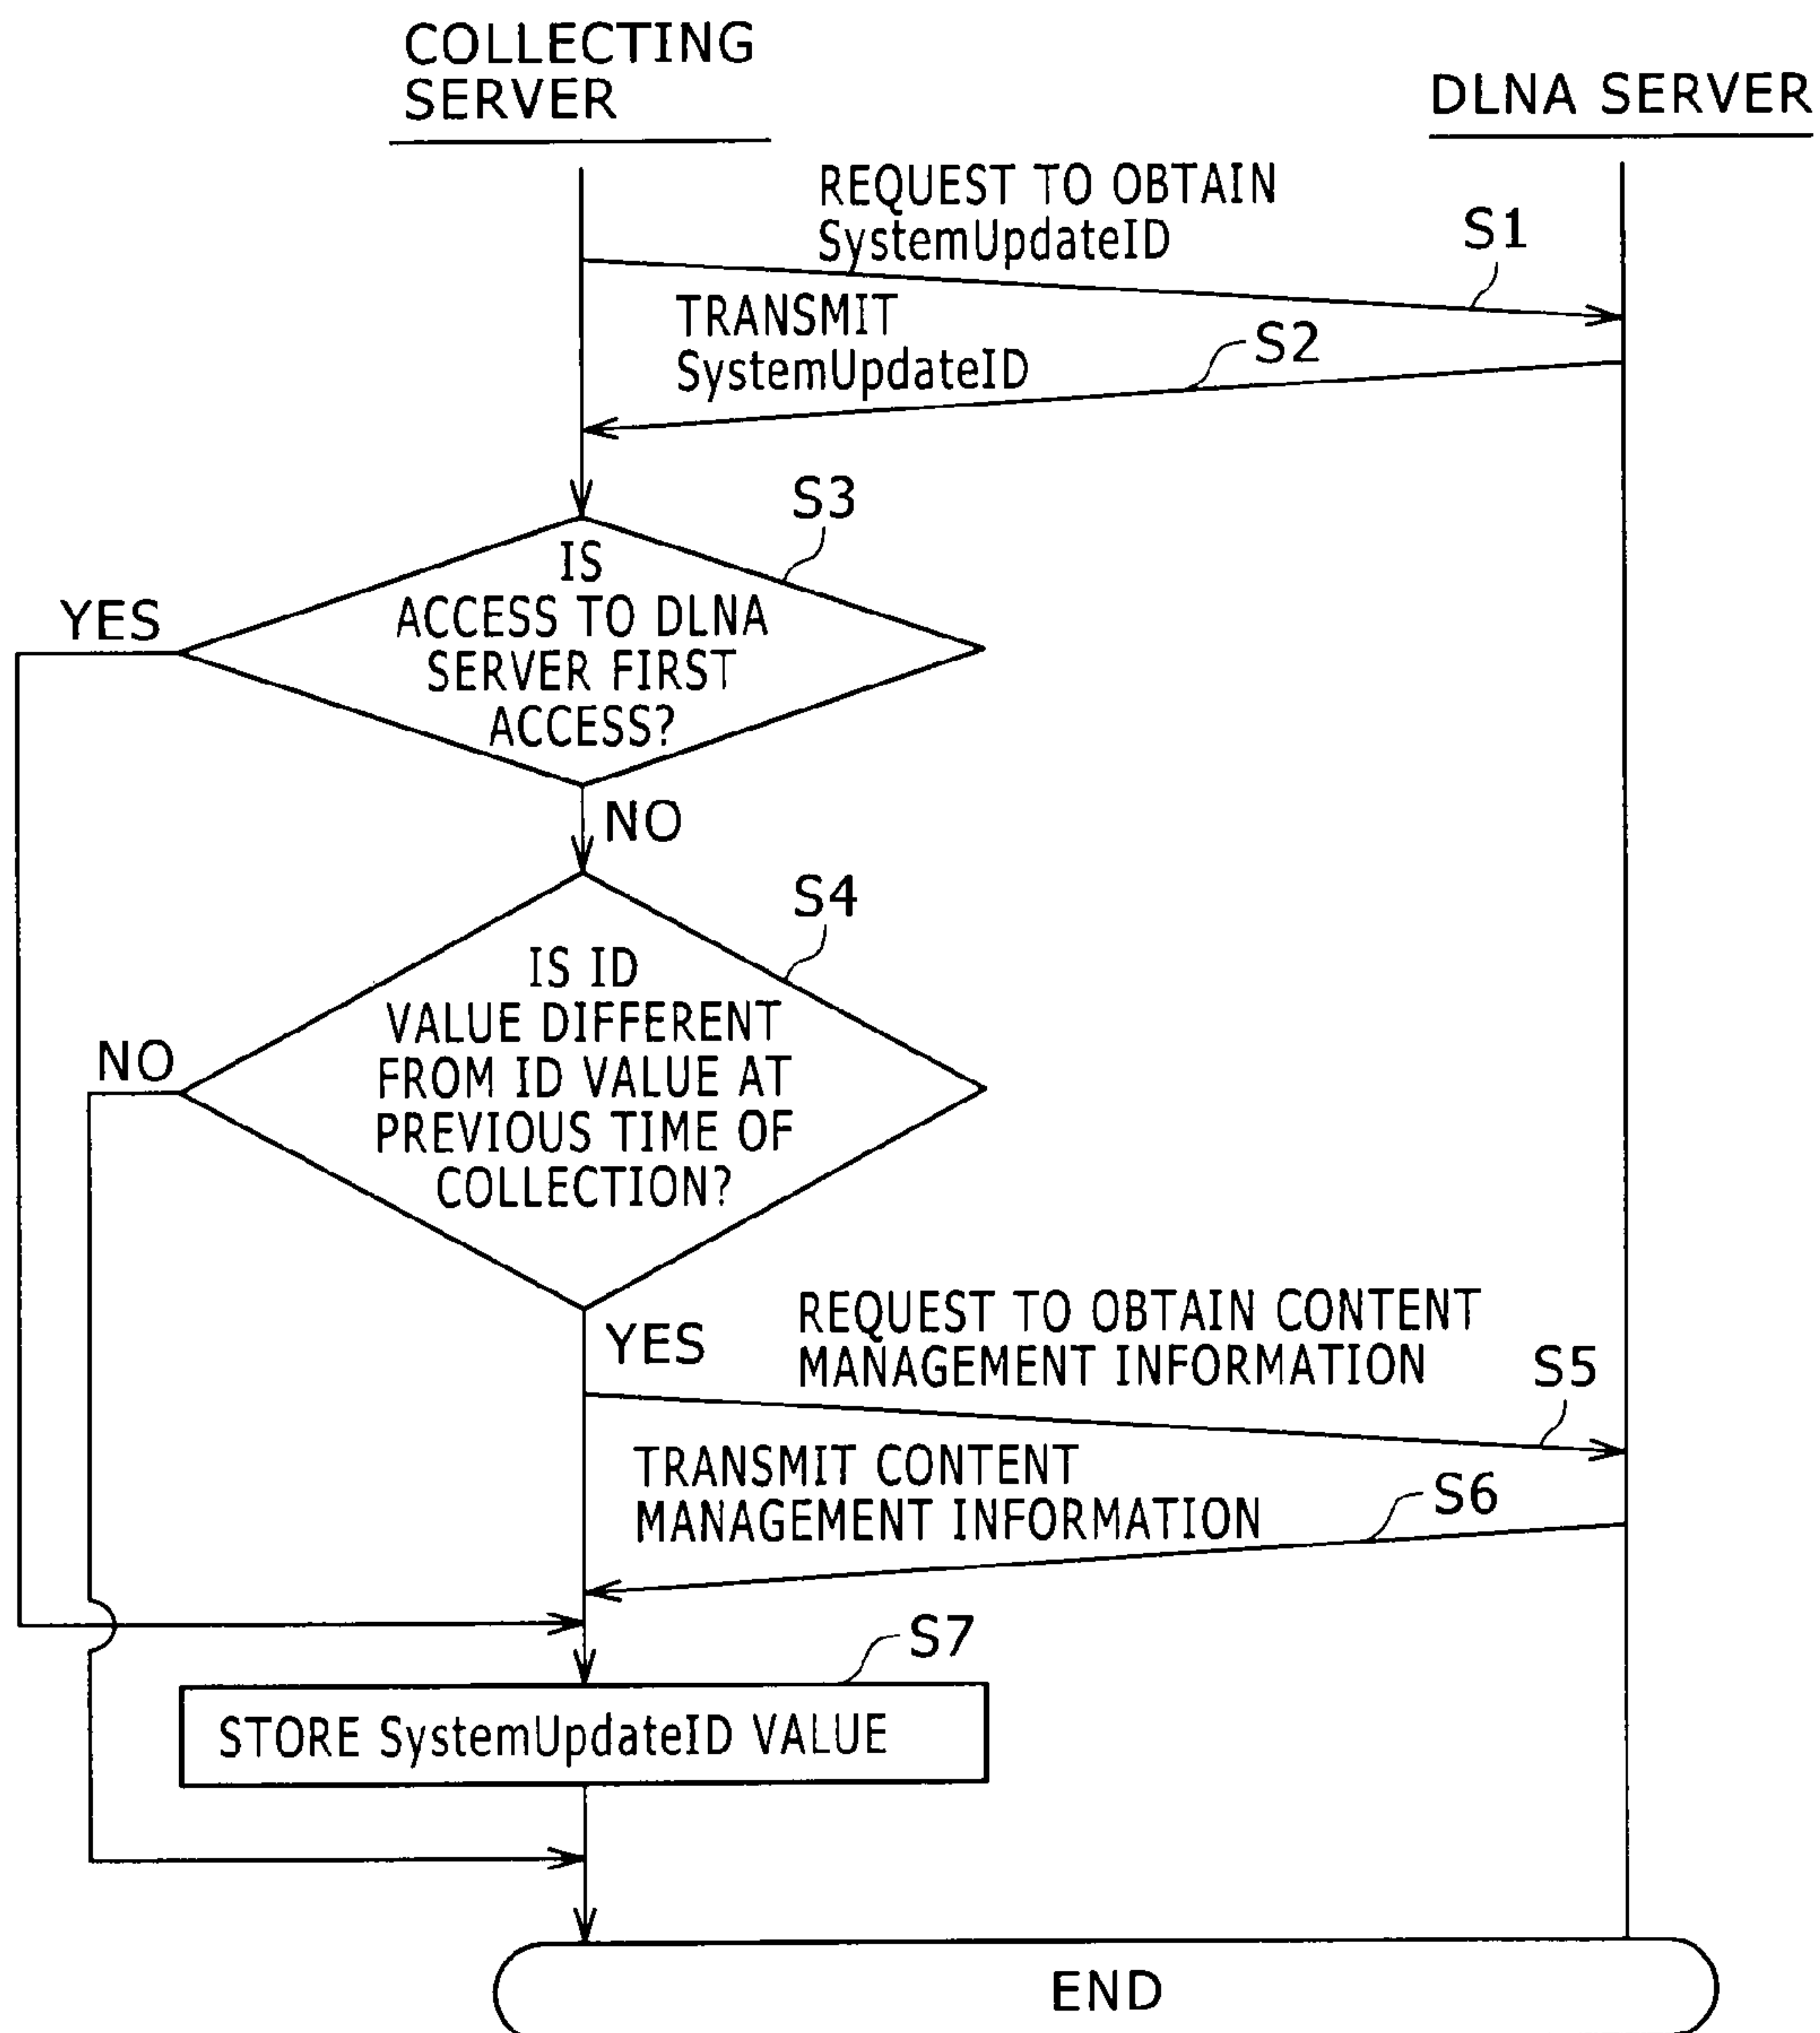 COLLECTING
SERVER
DLNA SERVER
REQUEST TO OBTAIN
SystemUpdateID
S1
TRANSMIT
SystemUpdateID
S2
S3
IS
ACCESS TO DLNA
SERVER FIRST
ACCESS?
YES
NO
S4
IS ID
VALUE DIFFERENT
FROM ID VALUE AT
PREVIOUS TIME OF
COLLECTION?
NO
YES
REQUEST TO OBTAIN CONTENT
MANAGEMENT INFORMATION
S5
TRANSMIT CONTENT
MANAGEMENT INFORMATION
S6
S7
STORE SystemUpdateID VALUE
END